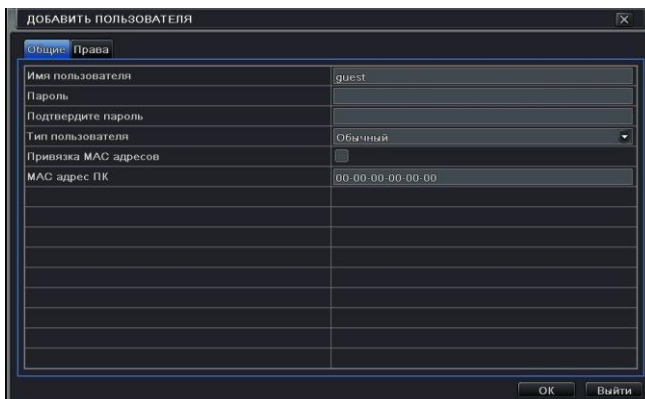 ДОБАВИТЬ ПОЛЬЗОВАТЕЛЯ
Общие Права
Имя пользователя guest
Пароль
Подтвердите пароль
Тип пользователя Обычный
Привязка MAC адресов
MAC адрес ПК 00-00-00-00-00-00
OK Выйти